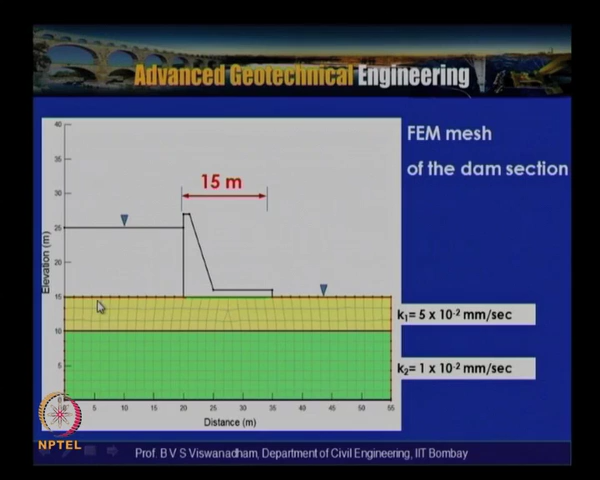 Advanced Geotechnical Engineering
FEM mesh
of the dam section
15 m
40
35
30
25
20
15
10
5
Elevation (m)
k₁= 5 x 10⁻² mm/sec
k₂= 1 x 10⁻² mm/sec
5 10 15 20 25 30 35 40 45 50 55
Distance (m)
NPTEL
Prof. B V S Viswanadham, Department of Civil Engineering, IIT Bombay